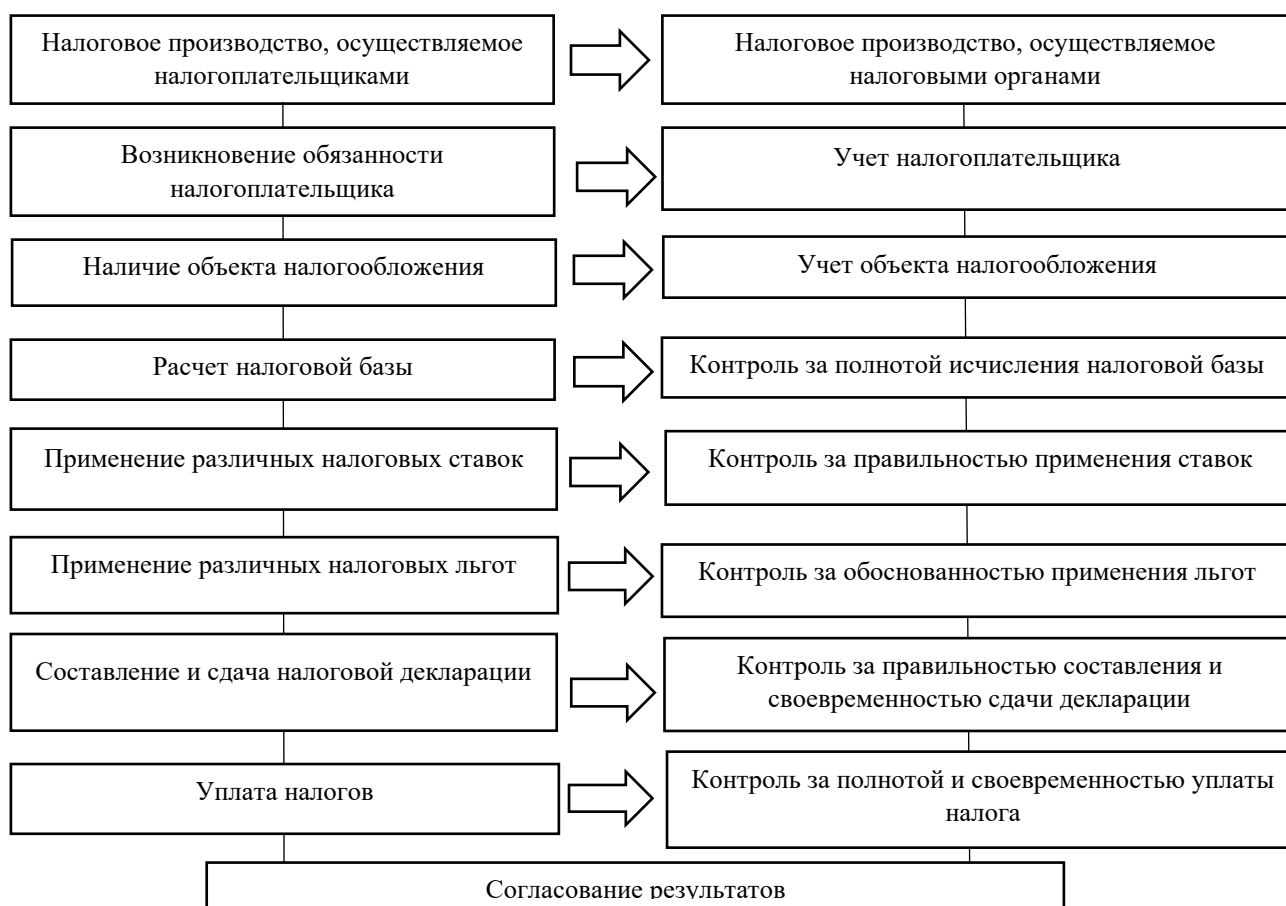 Налоговое производство, осуществляемое
налогоплательщиками
Налоговое производство, осуществляемое
налоговыми органами
Возникновение обязанности
налогоплательщика
Учет налогоплательщика
Наличие объекта налогообложения
Учет объекта налогообложения
Расчет налоговой базы
Контроль за полнотой исчисления налоговой базы
Применение различных налоговых ставок
Контроль за правильностью применения ставок
Применение различных налоговых льгот
Контроль за обоснованностью применения льгот
Составление и сдача налоговой декларации
Контроль за правильностью составления и
своевременностью сдачи декларации
Уплата налогов
Контроль за полнотой и своевременностью уплаты
налога
Согласование результатов